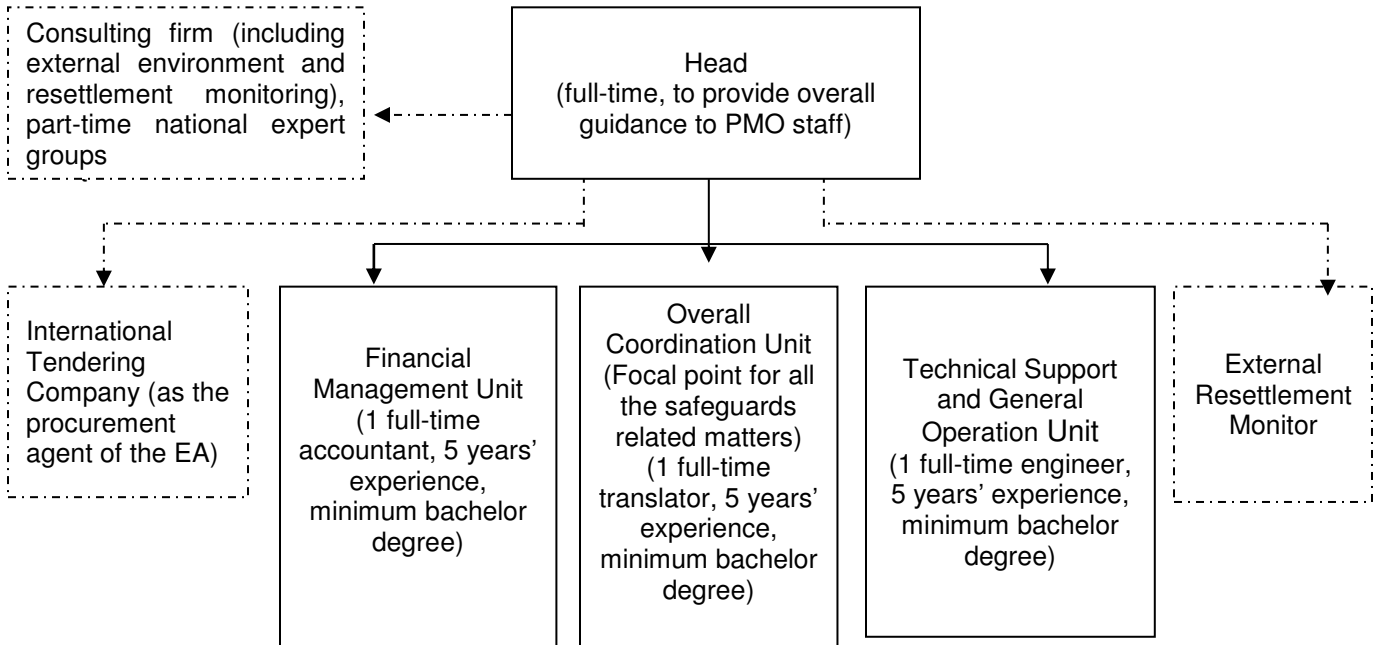 Consulting firm (including
external environment and
resettlement monitoring),
part-time national expert
groups
Head
(full-time, to provide overall
guidance to PMO staff)
International
Tendering
Company (as the
procurement
agent of the EA)
Financial
Management Unit
(1 full-time
accountant, 5 years’
experience,
minimum bachelor
degree)
Overall
Coordination Unit
(Focal point for all
the safeguards
related matters)
(1 full-time
translator, 5 years’
experience,
minimum bachelor
degree)
Technical Support
and General
Operation Unit
(1 full-time engineer,
5 years’ experience,
minimum bachelor
degree)
External
Resettlement
Monitor